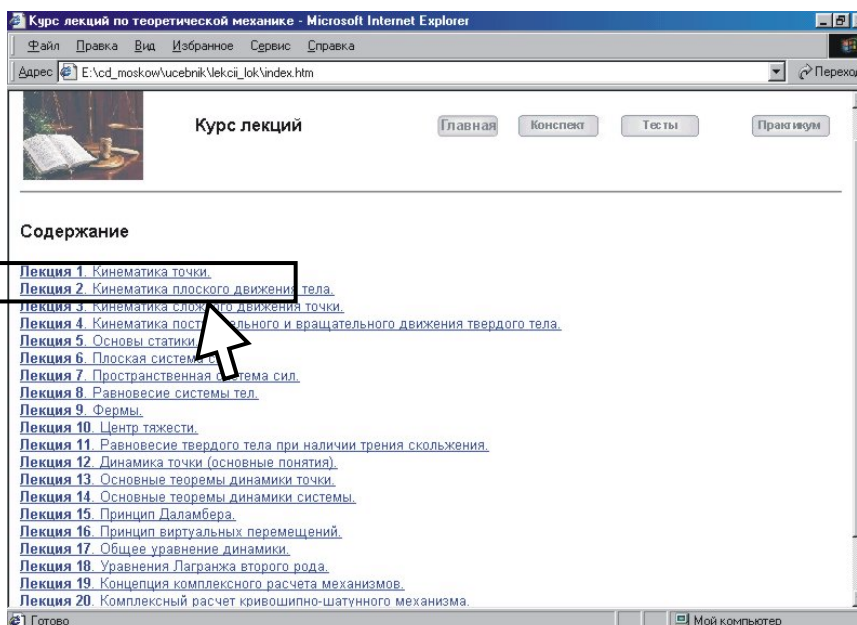 Курс лекций по теоретической механике - Microsoft Internet Explorer
Файл Правка Вид Избранное Сервис Справка
Адрес E:\cd_moskow\ucebnik\lekcii_lok\index.htm
Курс лекций Главная Конспект Тесты Практикум
Содержание
Лекция 1. Кинематика точки.
Лекция 2. Кинематика плоского движения тела.
Лекция 3. Кинематика сложного движения точки.
Лекция 4. Кинематика вращательного движения твердого тела.
Лекция 5. Основы статики.
Лекция 6. Плоская система
Лекция 7. Пространственная система сил.
Лекция 8. Равновесие системы тел.
Лекция 9. Фермы.
Лекция 10. Центр тяжести.
Лекция 11. Равновесие твердого тела при наличии трения скольжения.
Лекция 12. Динамика точки (основные понятия).
Лекция 13. Основные теоремы динамики точки.
Лекция 14. Основные теоремы динамики системы.
Лекция 15. Принцип Даламбера.
Лекция 16. Принцип виртуальных перемещений.
Лекция 17. Общее уравнение динамики.
Лекция 18. Уравнения Лагранжа второго рода.
Лекция 19. Концепция комплексного расчета механизмов.
Лекция 20. Комплексный расчет кривошипно-шатунного механизма.
Готово Мой компьютер